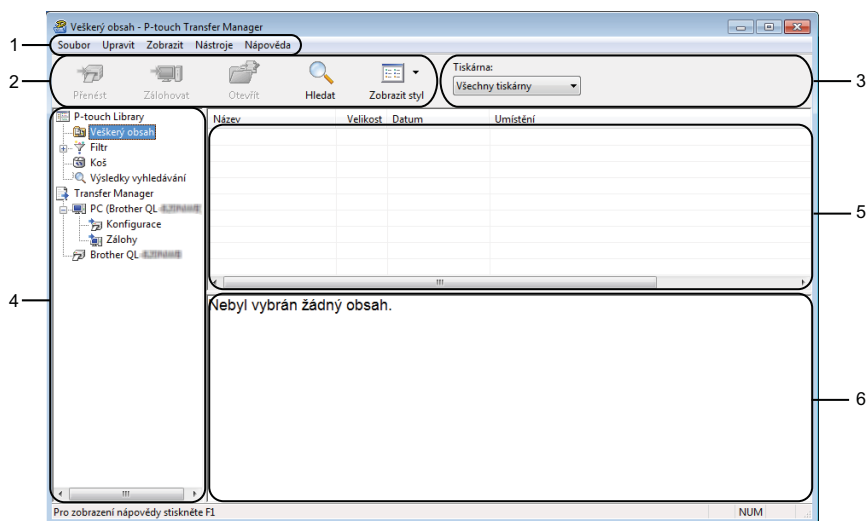 Veškerý obsah - P-touch Transfer Manager
1
Soubor Upravit Zobrazit Nástroje Nápověda
2
Přenést Zálohovat Otevřít Hledat Zobrazit styl
Tiskárna:
Všechny tiskárny
3
P-touch Library
Veškerý obsah
Filtr
Koš
Výsledky vyhledávání
Transfer Manager
PC (Brother QL
Konfigurace
Zálohy
Brother QL
4
Název Velikost Datum Umístění
5
Nebyl vybrán žádný obsah.
6
Pro zobrazení nápovědy stiskněte F1
NUM